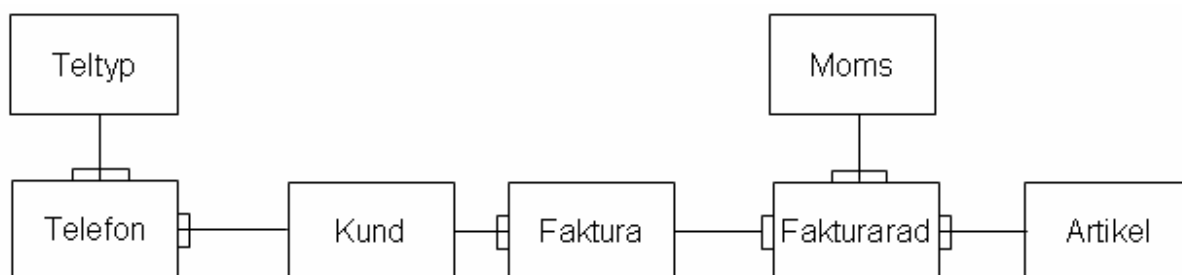 Teltyp
Moms
Telefon
Kund
Faktura
Fakturarad
Artikel